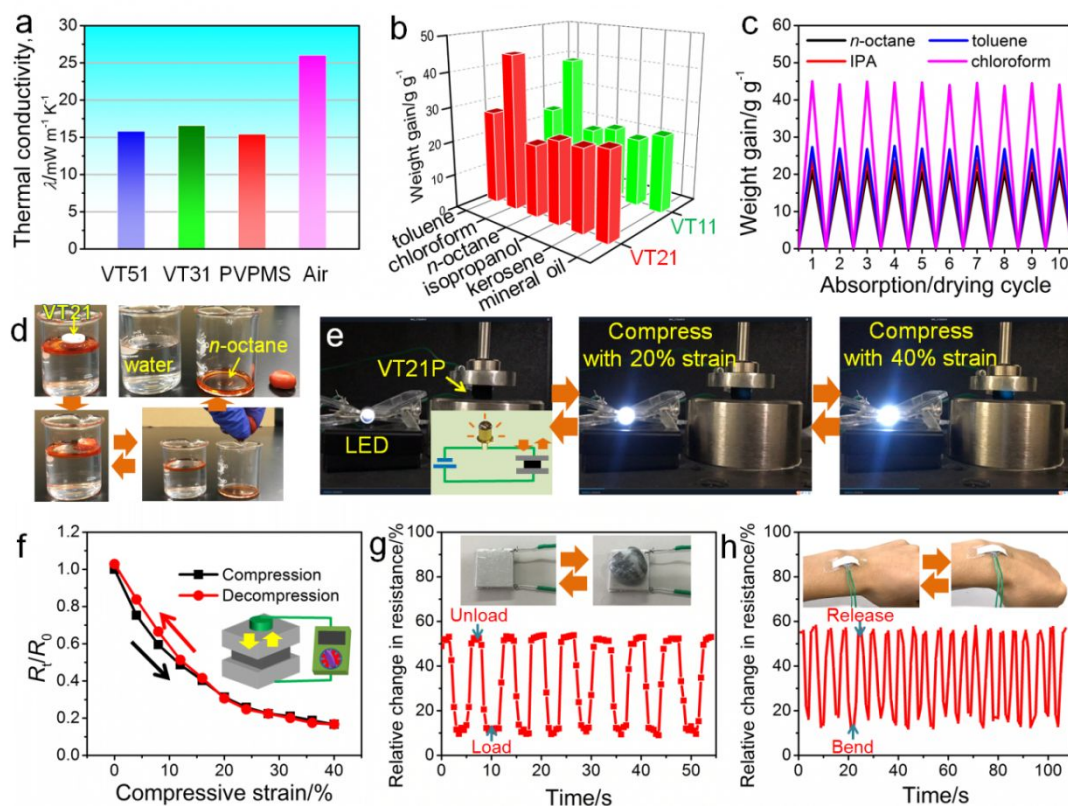 a
Thermal conductivity,
λ/mW m⁻¹ K⁻¹
30
25
20
15
10
5
0
VT51 VT31 PVPMS Air
b
Weight gain/g g⁻¹
50
40
30
20
10
0
toluene
chloroform
n-octane
isopropanol
kerosene
mineral oil
VT21
VT11
c
n-octane toluene
IPA chloroform
Weight gain/g g⁻¹
60
50
40
30
20
10
0
1 2 3 4 5 6 7 8 9 10
Absorption/drying cycle
d
VT21
water
n-octane
e
VT21P
LED
Compress
with 20% strain
Compress
with 40% strain
f
Rt/R0
1.2
1.0
0.8
0.6
0.4
0.2
0.0
Compression
Decompression
0 10 20 30 40
Compressive strain/%
g
Relative change in resistance/%
100
80
60
40
20
0
Unload
Load
0 10 20 30 40 50
Time/s
h
Relative change in resistance/%
100
80
60
40
20
0
Release
Bend
0 20 40 60 80 100
Time/s